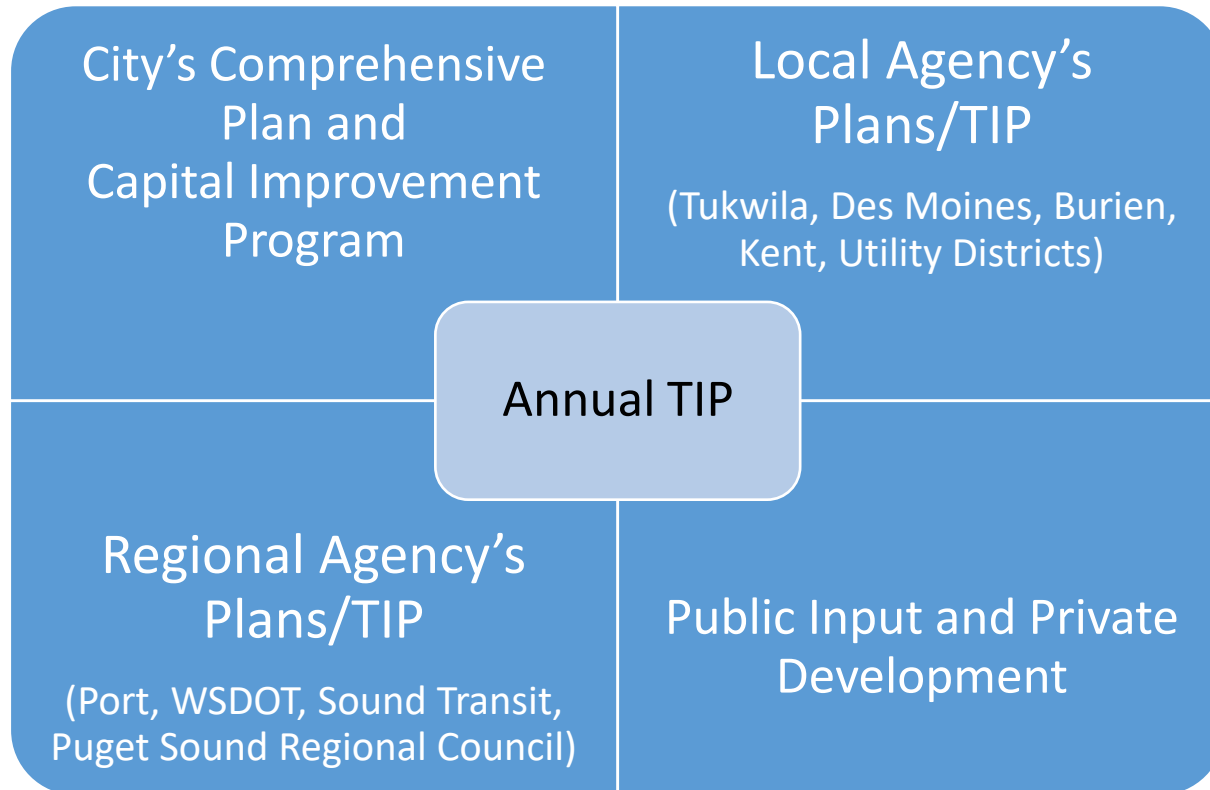 City’s Comprehensive
Plan and
Capital Improvement
Program
Local Agency’s
Plans/TIP
(Tukwila, Des Moines, Burien,
Kent, Utility Districts)
Annual TIP
Regional Agency’s
Plans/TIP
(Port, WSDOT, Sound Transit,
Puget Sound Regional Council)
Public Input and Private
Development